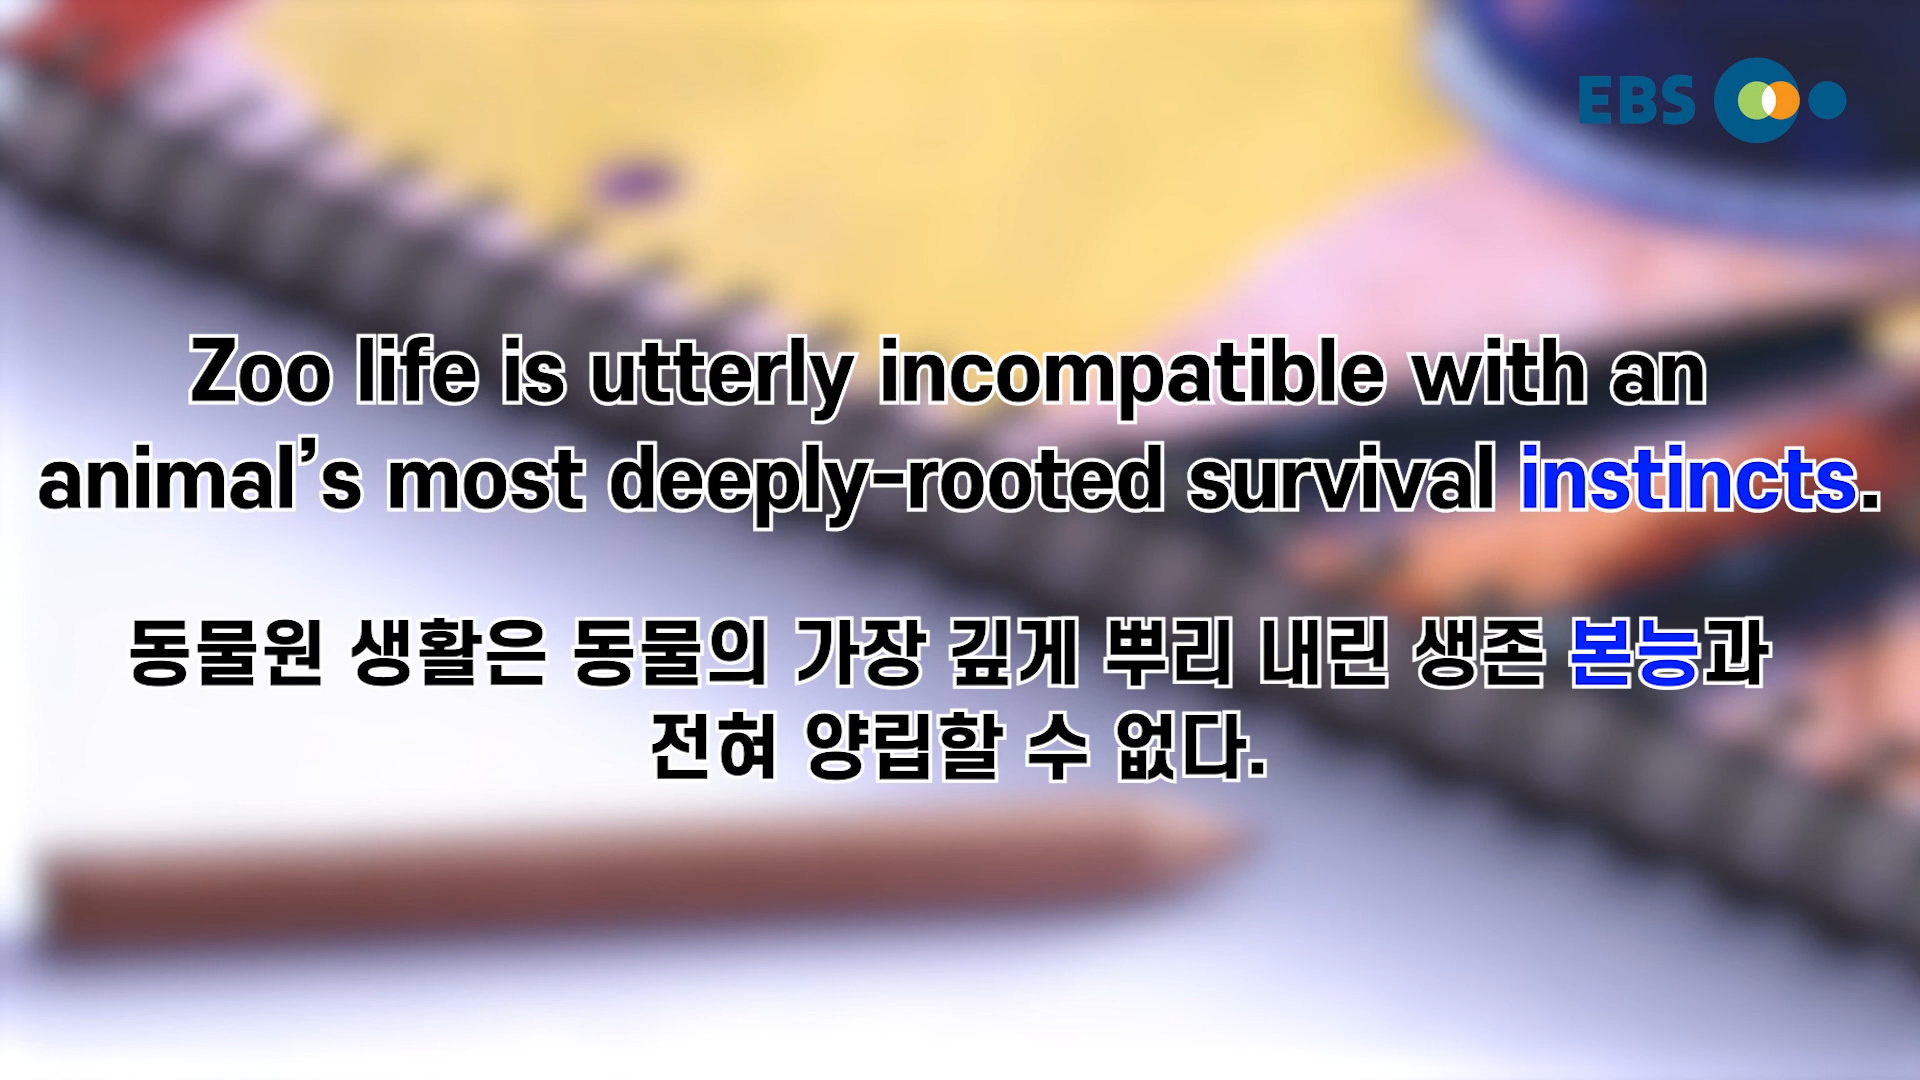 EBS
Zoo life is utterly incompatible with an
animal’s most deeply-rooted survival instincts.
동물원 생활은 동물의 가장 깊게 뿌리 내린 생존 본능과
전혀 양립할 수 없다.